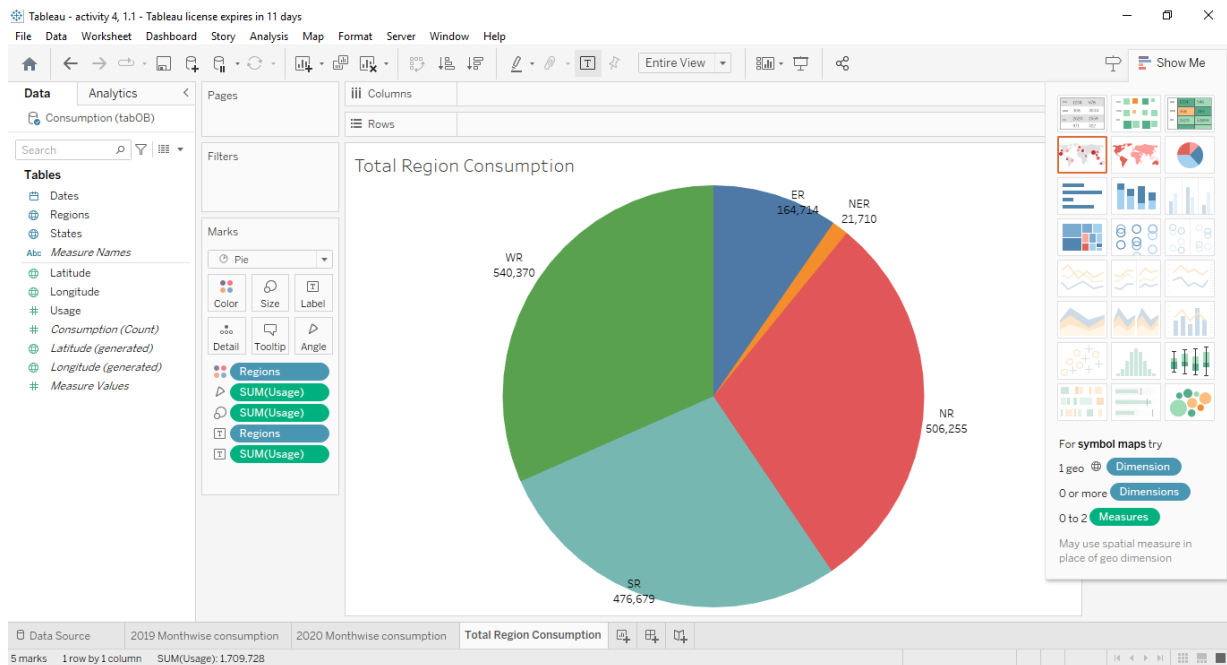 Tableau - activity 4, 1.1 - Tableau license expires in 11 days
File Data Worksheet Dashboard Story Analysis Map Format Server Window Help
Entire View
Show Me
Data Analytics
Consumption (tabOB)
Search
Tables
Dates
Regions
States
Abc Measure Names
Latitude
Longitude
Usage
Consumption (Count)
Latitude (generated)
Longitude (generated)
Measure Values
Pages
Filters
Marks
Pie
Color Size Label
Detail Tooltip Angle
Regions
SUM(Usage)
SUM(Usage)
Regions
SUM(Usage)
Columns
Rows
Total Region Consumption
ER
164,714
NER
21,710
WR
540,370
NR
506,255
SR
476,679
For symbol maps try
1 geo Dimension
0 or more Dimensions
0 to 2 Measures
May use spatial measure in
place of geo dimension
Data Source 2019 Monthwise consumption 2020 Monthwise consumption Total Region Consumption
5 marks 1 row by 1 column SUM(Usage): 1,709,728